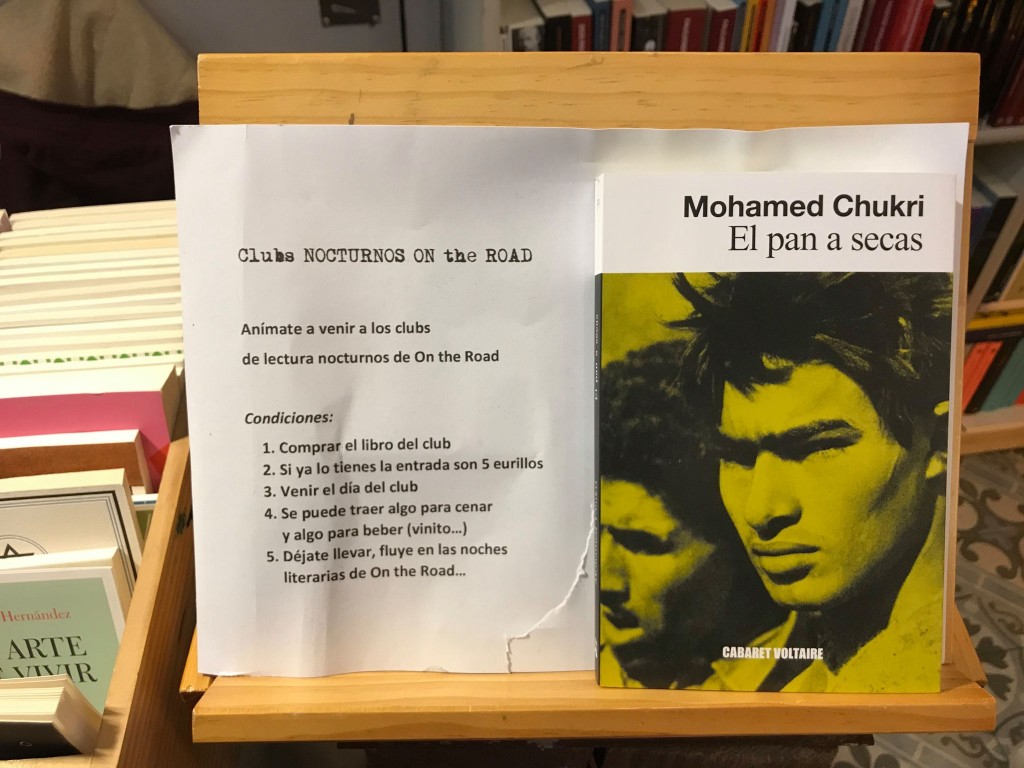 Clubs NOCTURNOS ON the ROAD
Anímate a venir a los clubs
de lectura nocturnos de On the Road
Condiciones:
1. Comprar el libro del club
2. Si ya lo tienes la entrada son 5 eurillos
3. Venir el día del club
4. Se puede traer algo para cenar
y algo para beber (vinito...)
5. Déjate llevar, fluye en las noches
literarias de On the Road...
Mohamed Chukri
El pan a secas
CABARET VOLTAIRE
Hernández
ARTE
VIVIR